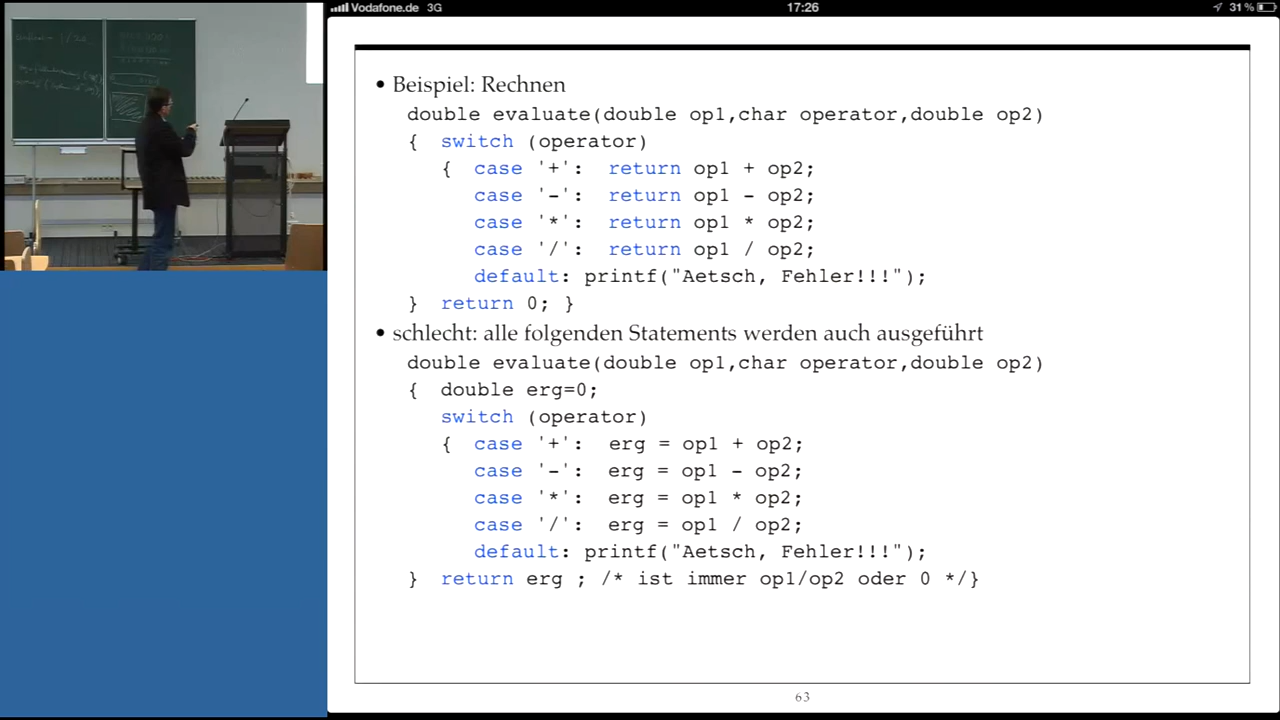 Vodafone.de 3G 17:26 31 %
• Beispiel: Rechnen
double evaluate(double op1,char operator,double op2)
{ switch (operator)
{ case '+': return op1 + op2;
case '-': return op1 - op2;
case '*': return op1 * op2;
case '/': return op1 / op2;
default: printf("Aetsch, Fehler!!!");
} return 0; }
• schlecht: alle folgenden Statements werden auch ausgeführt
double evaluate(double op1,char operator,double op2)
{ double erg=0;
switch (operator)
{ case '+': erg = op1 + op2;
case '-': erg = op1 - op2;
case '*': erg = op1 * op2;
case '/': erg = op1 / op2;
default: printf("Aetsch, Fehler!!!");
} return erg ; /* ist immer op1/op2 oder 0 */}
63